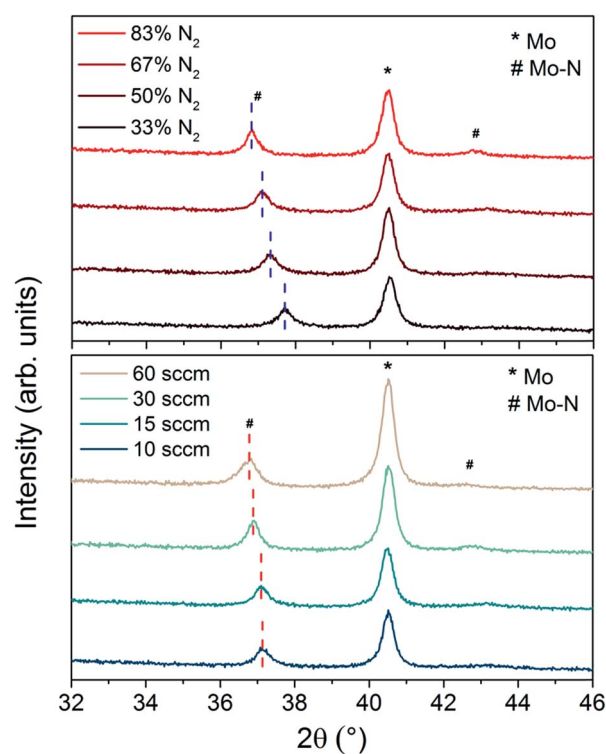 83% N₂
67% N₂
50% N₂
33% N₂
* Mo
# Mo-N
#
*
#
60 sccm
30 sccm
15 sccm
10 sccm
* Mo
# Mo-N
*
#
#
Intensity (arb. units)
32 34 36 38 40 42 44 46
2θ (°)